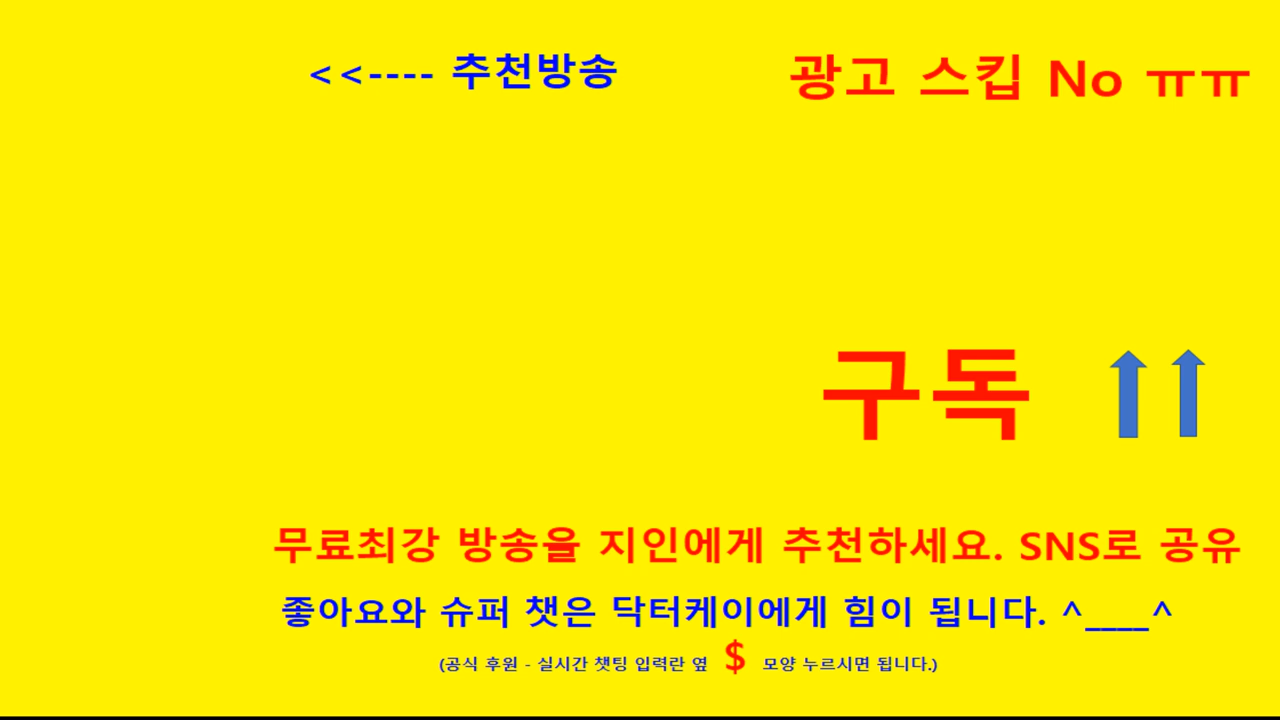 <<---- 추천방송
광고 스킵 No ㅠㅠ
구독
무료최강 방송을 지인에게 추천하세요. SNS로 공유
좋아요와 슈퍼 챗은 닥터케이에게 힘이 됩니다. ^____^
(공식 후원 - 실시간 챗팅 입력란 옆 $ 모양 누르시면 됩니다.)